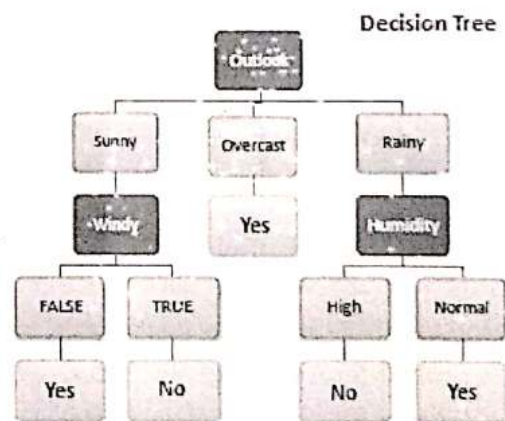 Decision Tree
Outlook
Sunny Overcast Rainy
Windy Yes Humidity
FALSE TRUE High Normal
Yes No No Yes